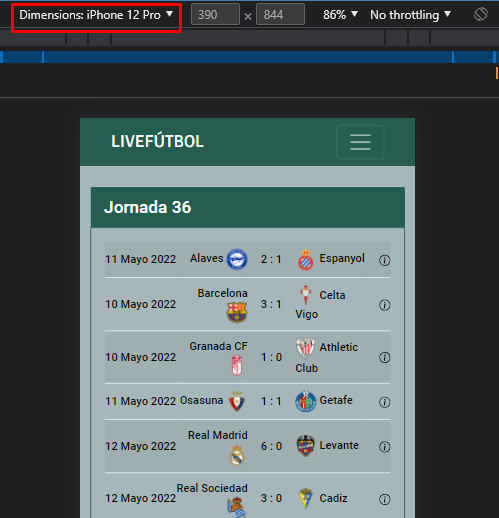 Dimensions: iPhone 12 Pro ▼ 390 × 844 86% ▼ No throttling ▼
LIVEFÚTBOL
Jornada 36
11 Mayo 2022 Alaves 2 : 1 Espanyol
10 Mayo 2022 Barcelona 3 : 1 Celta
Vigo
10 Mayo 2022 Granada CF 1 : 0 Athletic
Club
11 Mayo 2022 Osasuna 1 : 1 Getafe
12 Mayo 2022 Real Madrid 6 : 0 Levante
12 Mayo 2022 Real Sociedad 3 : 0 Cadiz